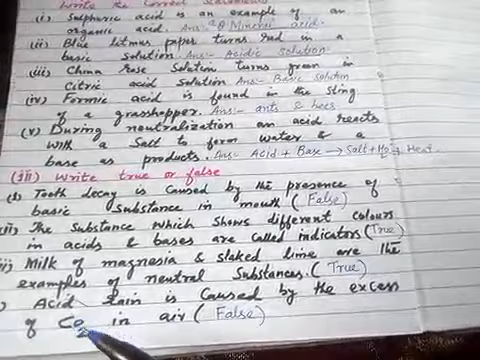 Write the Correct Statements
(i) Sulphuric acid is an example of an
organic acid. Ans:- A Mineral acid.
(ii) Blue litmus paper turns red in a
basic solution. Ans:- Acidic solution.
(iii) China rose solution turns green in
Citric acid solution Ans:- Basic solution
(iv) Formic acid is found in the sting
of a grasshopper. Ans:- ants & bees
(v) During neutralization an acid reacts
with a Salt to form water & a
base as products. Ans:- Acid + Base → Salt + H2O + Heat.
(iii) Write true or false
(i) Tooth decay is caused by the presence of
basic Substance in mouth (False)
(ii) The Substance which shows different colours
in acids & bases are called indicators (True)
iii) Milk of magnesia & slaked lime are the
examples of neutral Substances. (True)
) Acid rain is Caused by the excess
of CO2 in air (False)